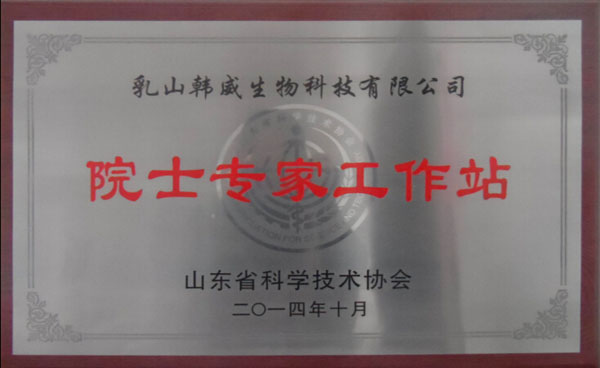 乳山韩威生物科技有限公司
院士专家工作站
山东省科学技术协会
二〇一四年十月